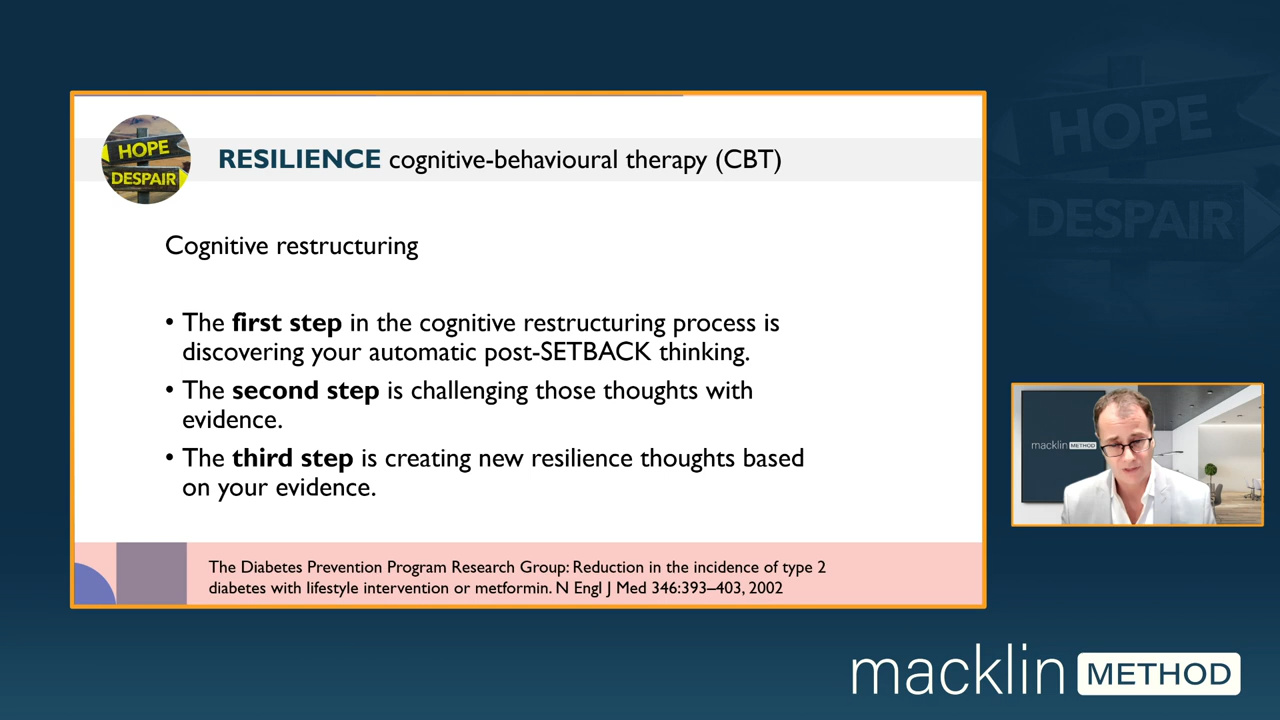 HOPE
DESPAIR
RESILIENCE cognitive-behavioural therapy (CBT)
Cognitive restructuring
• The first step in the cognitive restructuring process is
discovering your automatic post-SETBACK thinking.
• The second step is challenging those thoughts with
evidence.
• The third step is creating new resilience thoughts based
on your evidence.
The Diabetes Prevention Program Research Group: Reduction in the incidence of type 2
diabetes with lifestyle intervention or metformin. N Engl J Med 346:393–403, 2002
HOPE
DESPAIR
macklin METHOD
macklin METHOD